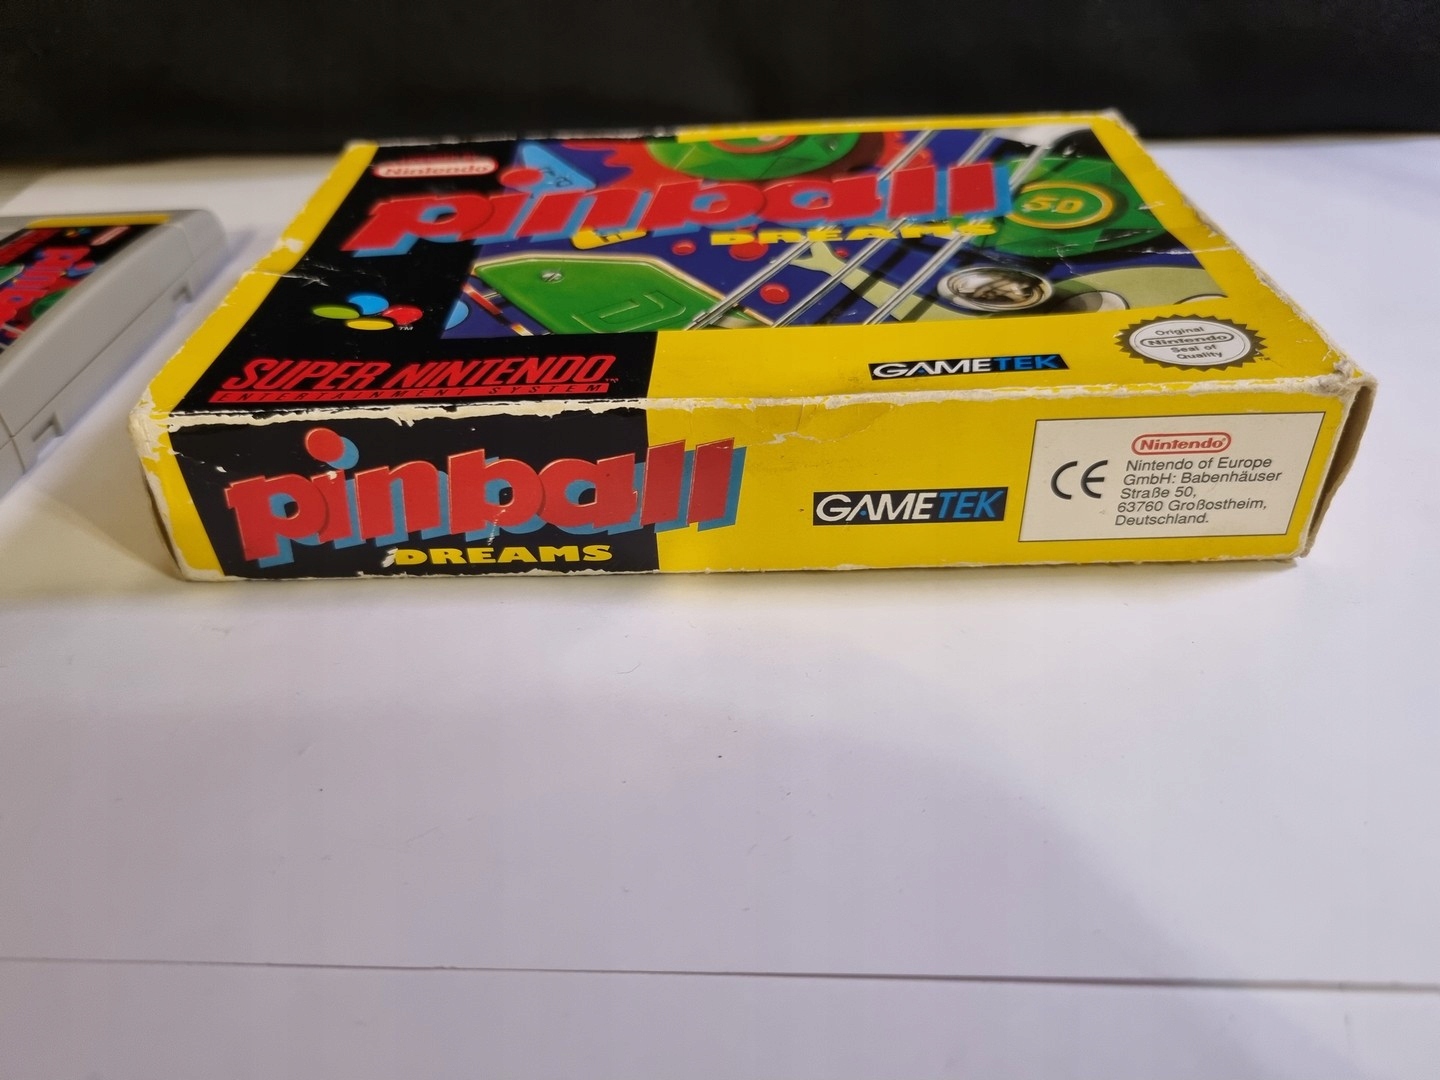 Nintendo
pinball
DREAMS
50
TM
SUPER NINTENDO
ENTERTAINMENT SYSTEM
GAMETEK
Original
Nintendo
Seal of
Quality
pinball
DREAMS
GAMETEK
CE
Nintendo
Nintendo of Europe
GmbH: Babenhäuser
Straße 50,
63760 Großostheim,
Deutschland.